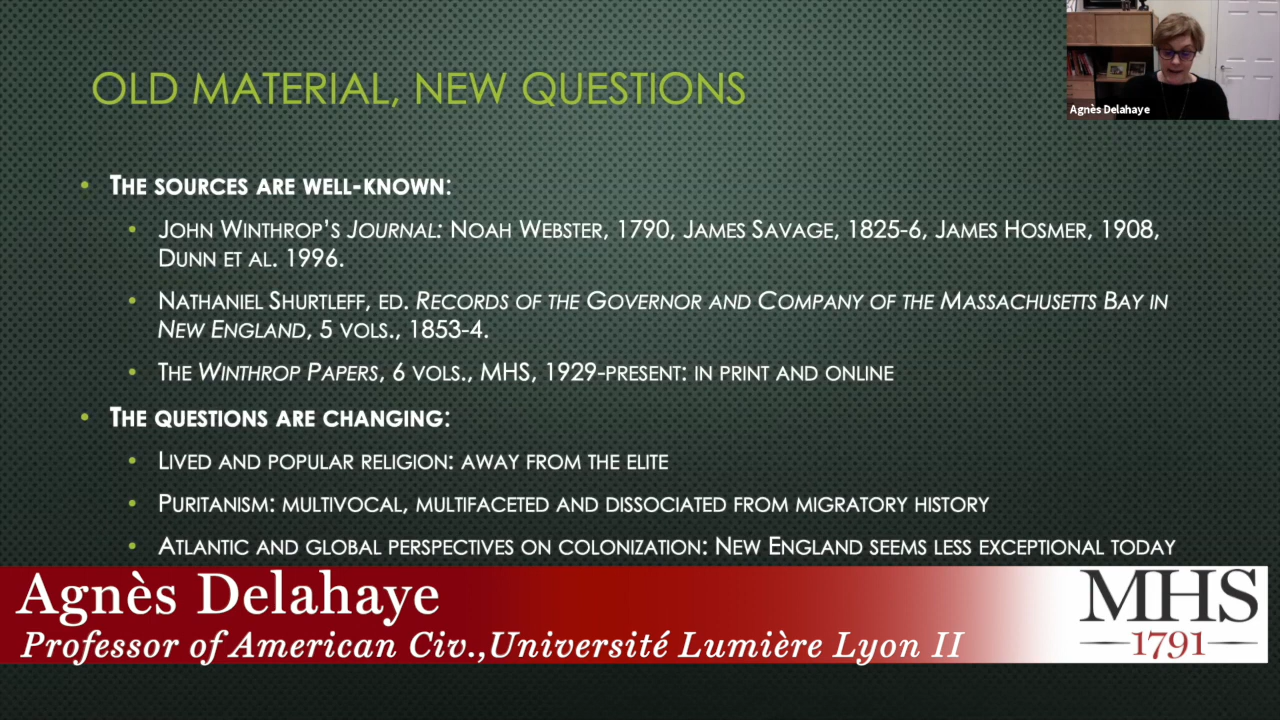 OLD MATERIAL, NEW QUESTIONS
Agnès Delahaye
• THE SOURCES ARE WELL-KNOWN:
• JOHN WINTHROP'S JOURNAL: NOAH WEBSTER, 1790, JAMES SAVAGE, 1825-6, JAMES HOSMER, 1908,
DUNN ET AL. 1996.
• NATHANIEL SHURTLEFF, ED. RECORDS OF THE GOVERNOR AND COMPANY OF THE MASSACHUSETTS BAY IN
NEW ENGLAND, 5 VOLS., 1853-4.
• THE WINTHROP PAPERS, 6 VOLS., MHS, 1929-PRESENT: IN PRINT AND ONLINE
• THE QUESTIONS ARE CHANGING:
• LIVED AND POPULAR RELIGION: AWAY FROM THE ELITE
• PURITANISM: MULTIVOCAL, MULTIFACETED AND DISSOCIATED FROM MIGRATORY HISTORY
• ATLANTIC AND GLOBAL PERSPECTIVES ON COLONIZATION: NEW ENGLAND SEEMS LESS EXCEPTIONAL TODAY
Agnès Delahaye
Professor of American Civ.,Université Lumière Lyon II
MHS
1791